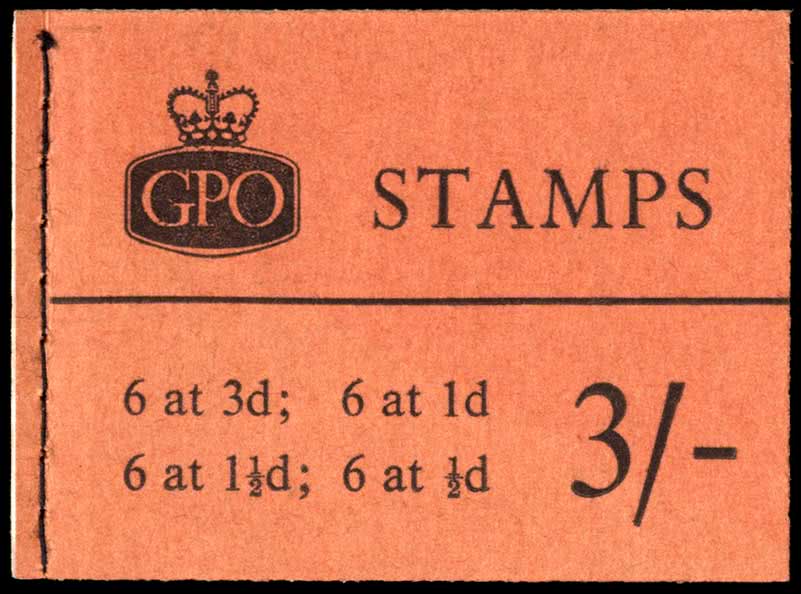 GPO STAMPS
6 at 3d; 6 at 1d
6 at 1½d; 6 at ½d
3/-